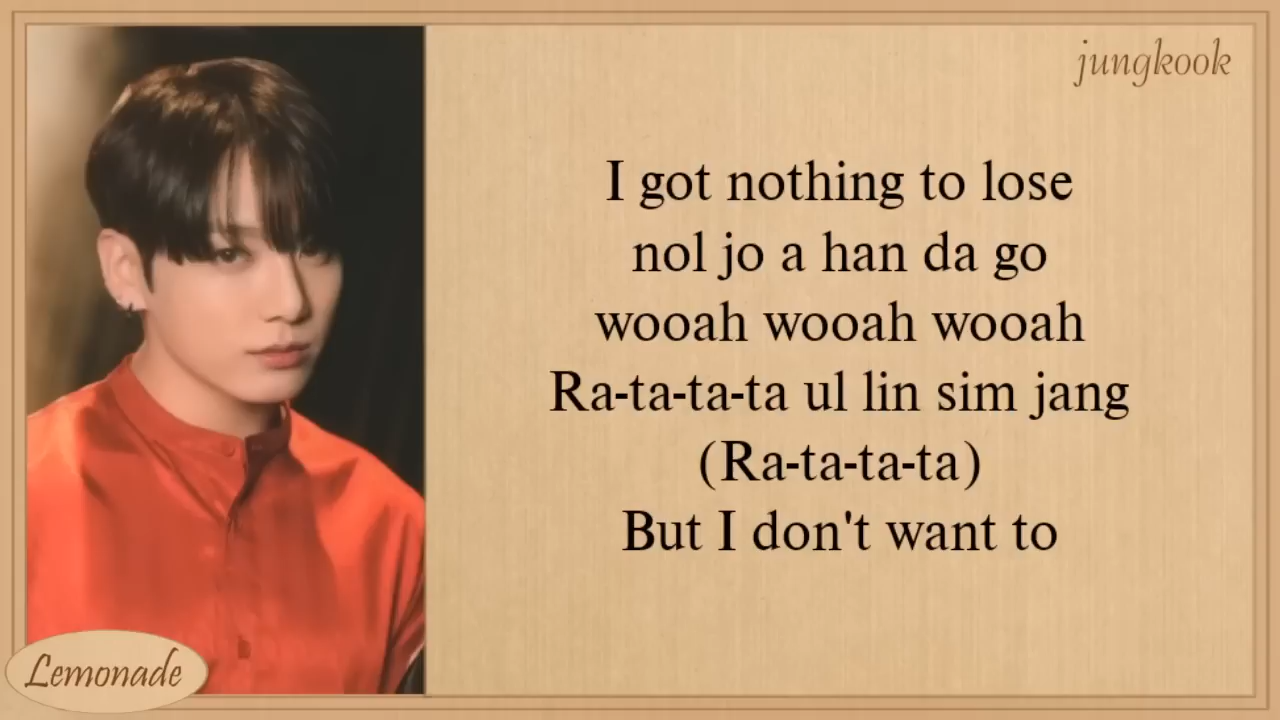 jungkook
I got nothing to lose
nol jo a han da go
wooah wooah wooah
Ra-ta-ta-ta ul lin sim jang
(Ra-ta-ta-ta)
But I don't want to
Lemonade